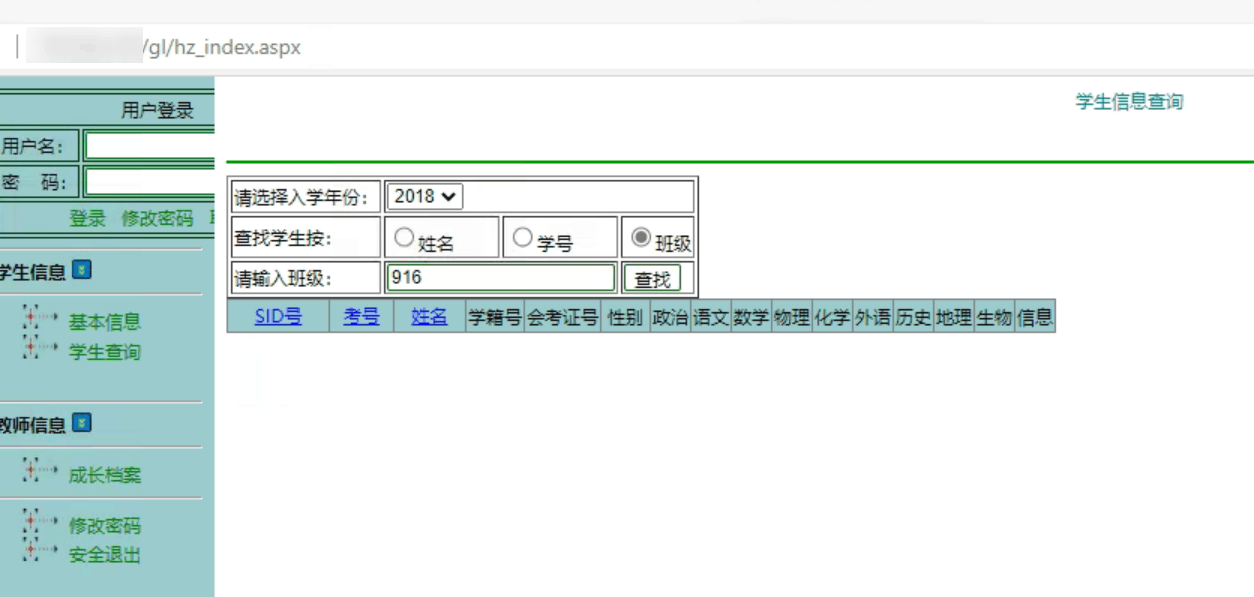 /gl/hz_index.aspx
用户登录
用户名：
密 码：
登录 修改密码
学生信息
基本信息
学生查询
教师信息
成长档案
修改密码
安全退出
学生信息查询
请选择入学年份： 2018
查找学生按： 姓名 学号 班级
请输入班级： 916 查找
SID号 考号 姓名 学籍号 会考证号 性别 政治 语文 数学 物理 化学 外语 历史 地理 生物 信息